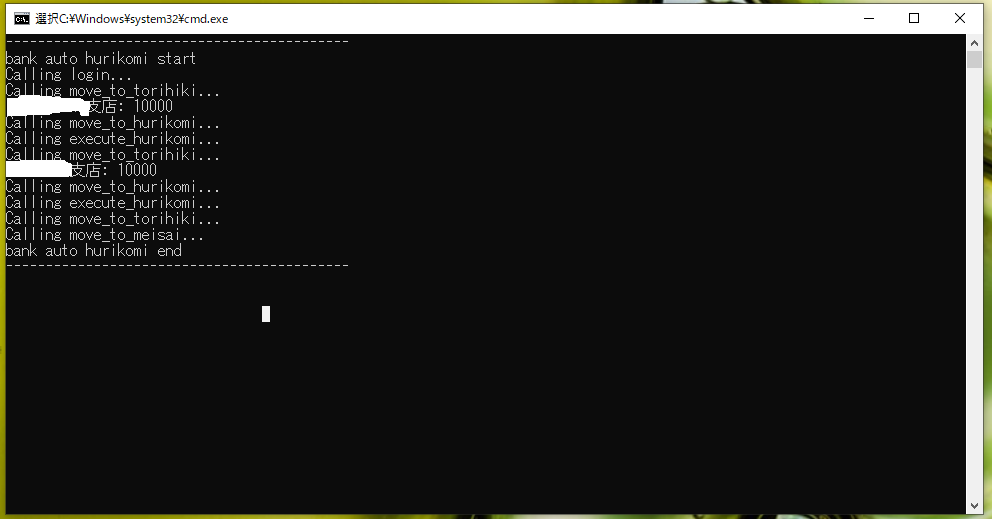 選択C:¥Windows¥system32¥cmd.exe
-------------------------------------------
bank auto hurikomi start
Calling login...
Calling move_to_torihiki...
支店: 10000
Calling move_to_hurikomi...
Calling execute_hurikomi...
Calling move_to_torihiki...
支店: 10000
Calling move_to_hurikomi...
Calling execute_hurikomi...
Calling move_to_torihiki...
Calling move_to_meisai...
bank auto hurikomi end
-------------------------------------------